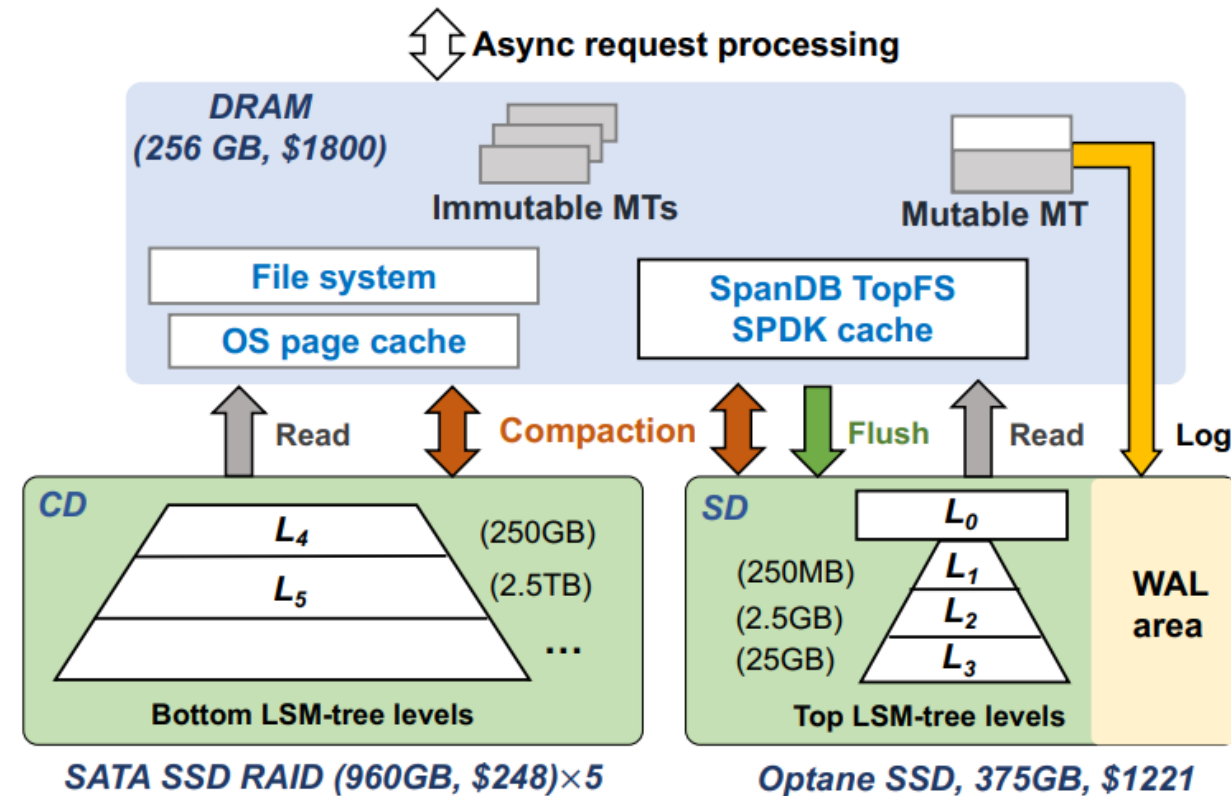 Async request processing
DRAM
(256 GB, $1800)
Immutable MTs
Mutable MT
File system
OS page cache
SpanDB TopFS
SPDK cache
Read
Compaction
Flush
Read
Log
CD
L4
(250GB)
L5
(2.5TB)
...
Bottom LSM-tree levels
SD
L0
(250MB)
L1
(2.5GB)
L2
(25GB)
L3
Top LSM-tree levels
WAL
area
SATA SSD RAID (960GB, $248)×5
Optane SSD, 375GB, $1221